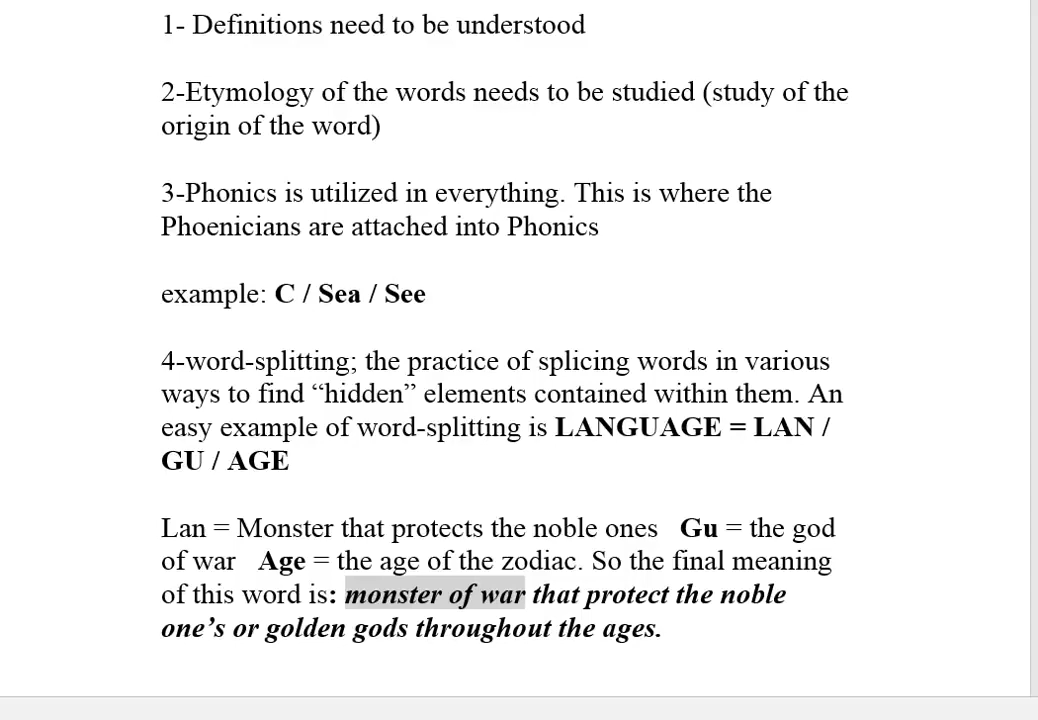 1- Definitions need to be understood
2-Etymology of the words needs to be studied (study of the
origin of the word)
3-Phonics is utilized in everything. This is where the
Phoenicians are attached into Phonics
example: C / Sea / See
4-word-splitting; the practice of splicing words in various
ways to find “hidden” elements contained within them. An
easy example of word-splitting is LANGUAGE = LAN /
GU / AGE
Lan = Monster that protects the noble ones   Gu = the god
of war   Age = the age of the zodiac. So the final meaning
of this word is: monster of war that protect the noble
one’s or golden gods throughout the ages.